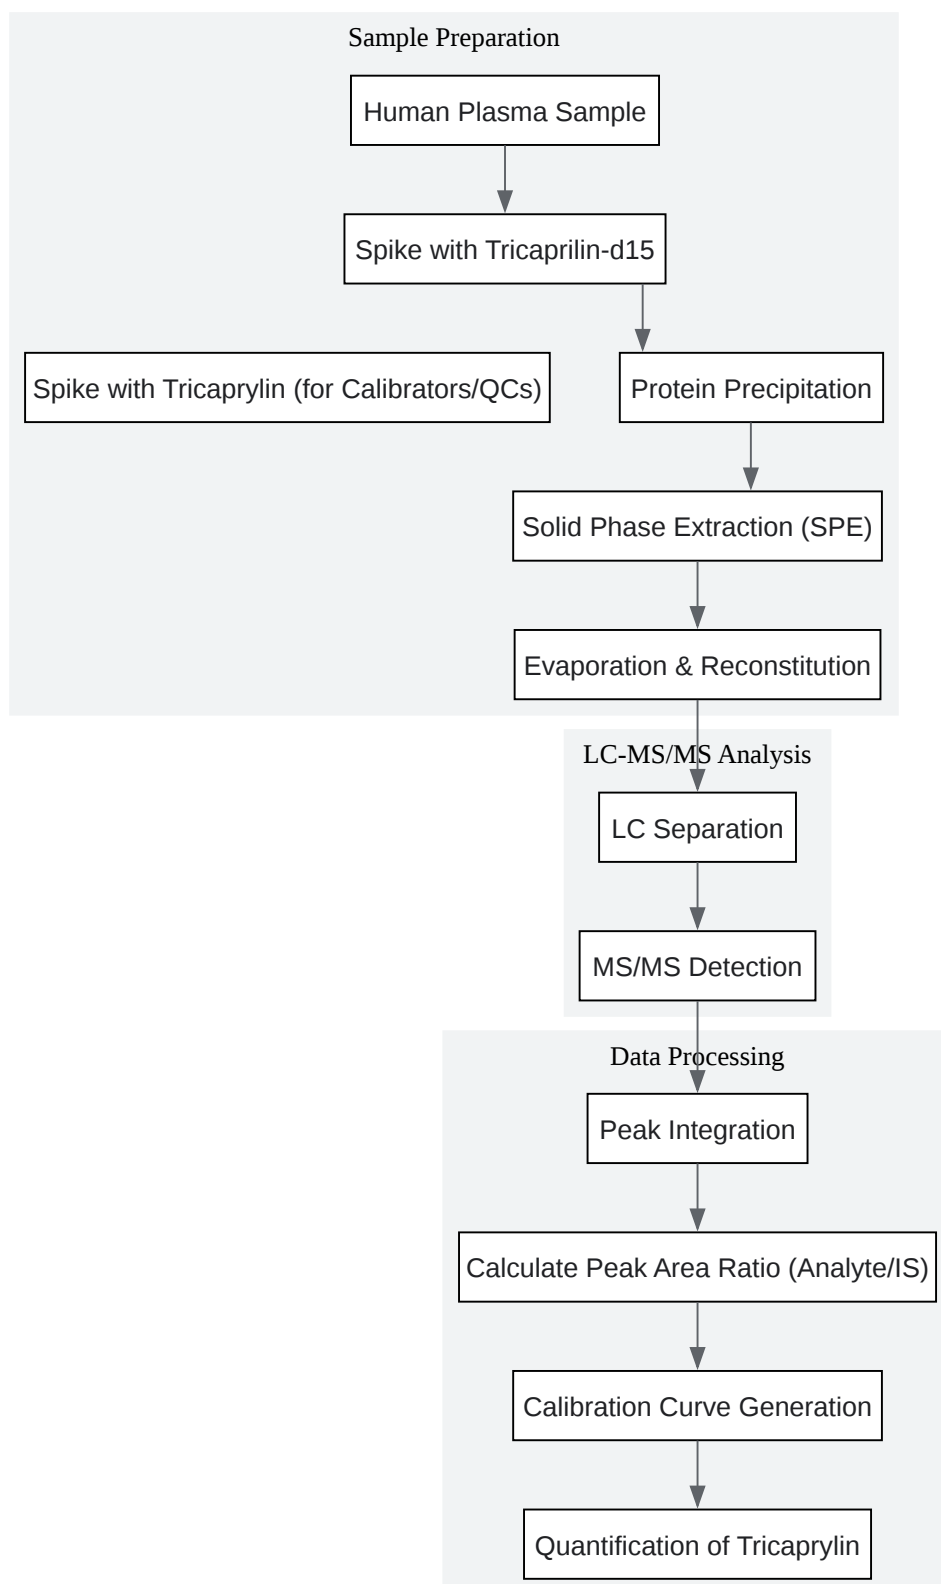 Sample Preparation
Human Plasma Sample
Spike with Tricaprilin-d15
Spike with Tricaprylin (for Calibrators/QCs)
Protein Precipitation
Solid Phase Extraction (SPE)
Evaporation & Reconstitution
LC-MS/MS Analysis
LC Separation
MS/MS Detection
Data Processing
Peak Integration
Calculate Peak Area Ratio (Analyte/IS)
Calibration Curve Generation
Quantification of Tricaprylin